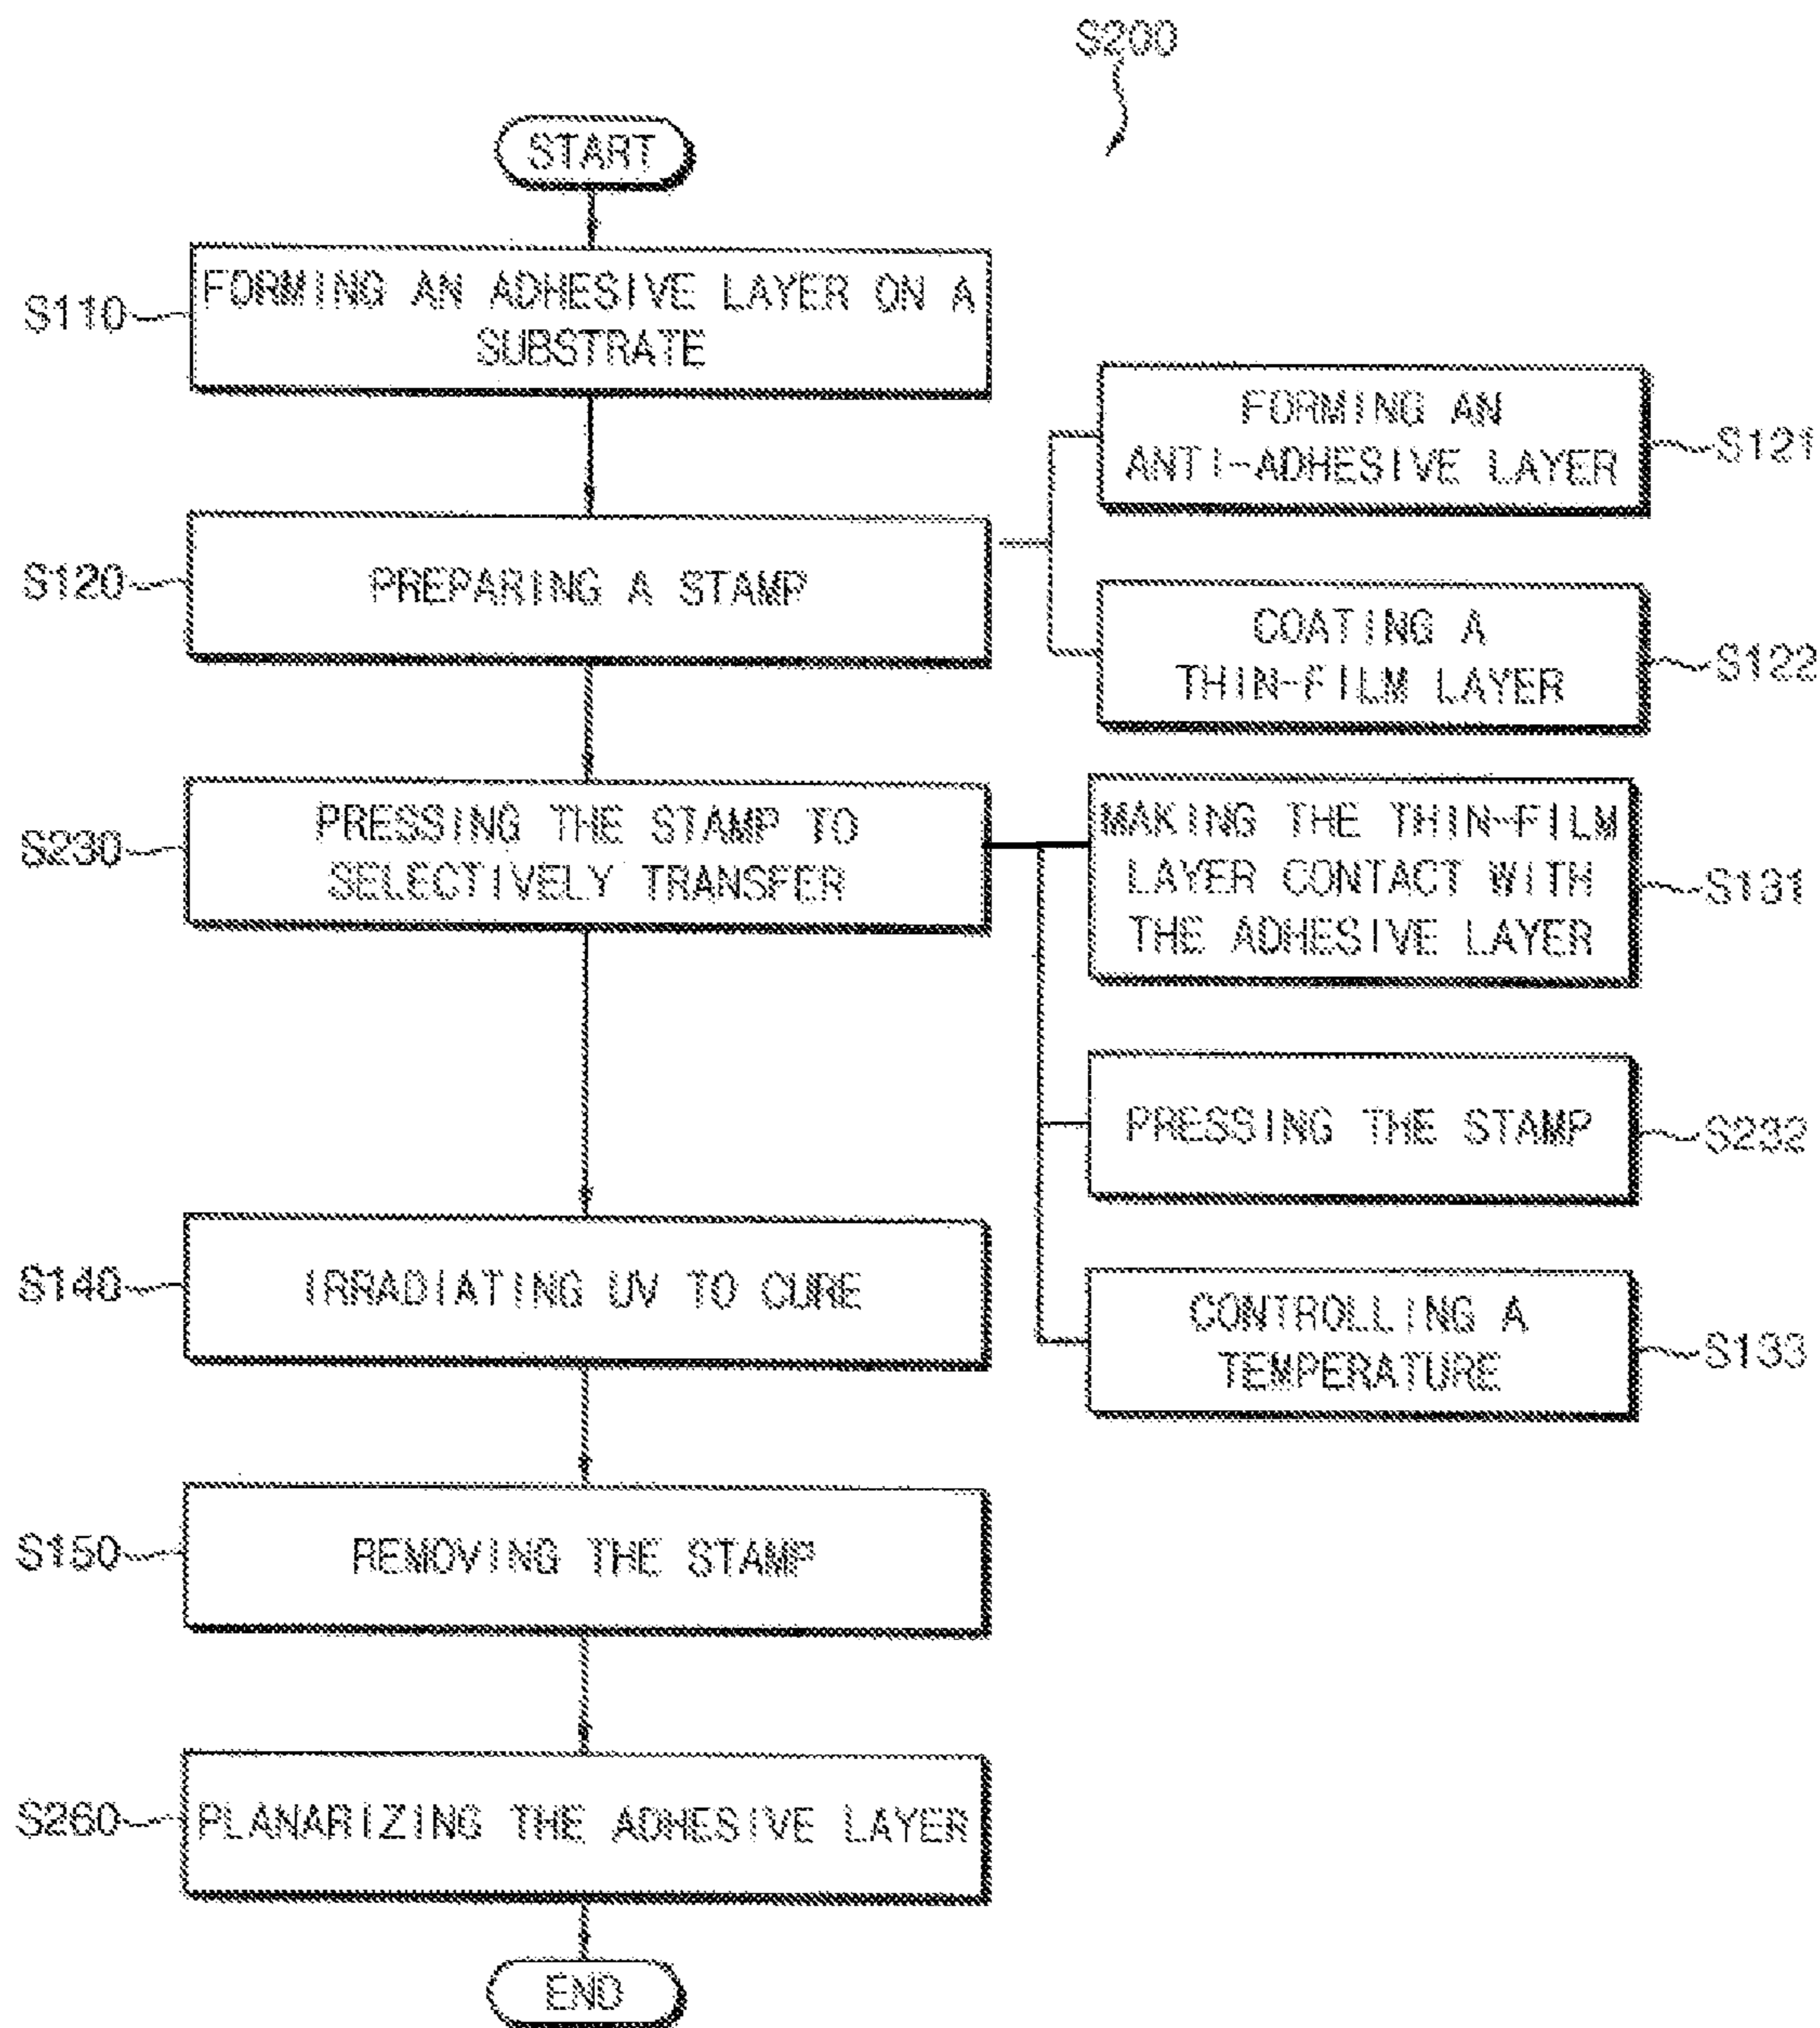 S200
START
S110
FORMING AN ADHESIVE LAYER ON A
SUBSTRATE
S120
PREPARING A STAMP
FORMING AN
ANTI-ADHESIVE LAYER
S121
COATING A
THIN-FILM LAYER
S122
S230
PRESSING THE STAMP TO
SELECTIVELY TRANSFER
MAKING THE THIN-FILM
LAYER CONTACT WITH
THE ADHESIVE LAYER
S131
PRESSING THE STAMP
S232
CONTROLLING A
TEMPERATURE
S133
S140
IRRADIATING UV TO CURE
S150
REMOVING THE STAMP
S260
PLANARIZING THE ADHESIVE LAYER
END